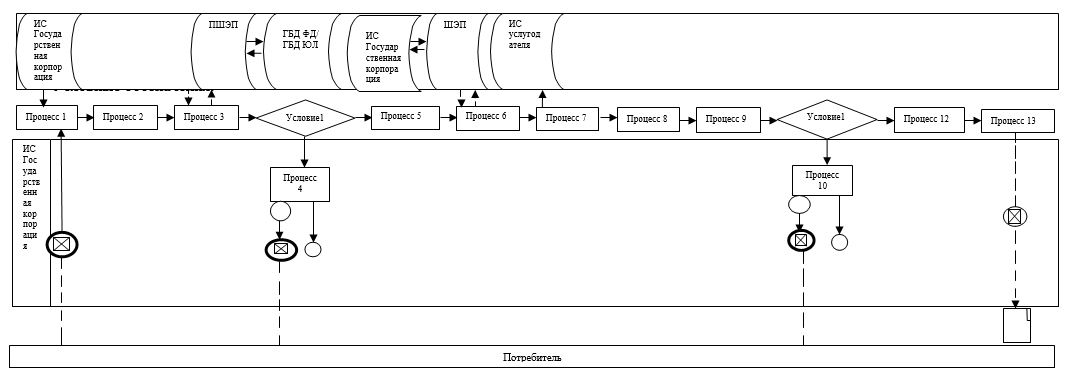 ИС
Госуда
рствен
ная
корпор
ация
ПШЭП
ГБД ФД/
ГБД ЮЛ
ИС
Государ
ственная
корпора
ция
ШЭП
ИС
услугод
ателя
Процесс 1
Процесс 2
Процесс 3
Условие1
Процесс 5
Процесс 6
Процесс 7
Процесс 8
Процесс 9
Условие1
Процесс 12
Процесс 13
ИС
Гос
уда
рств
енн
ая
кор
пор
аци
я
Процесс
4
Процесс
10
Потребитель